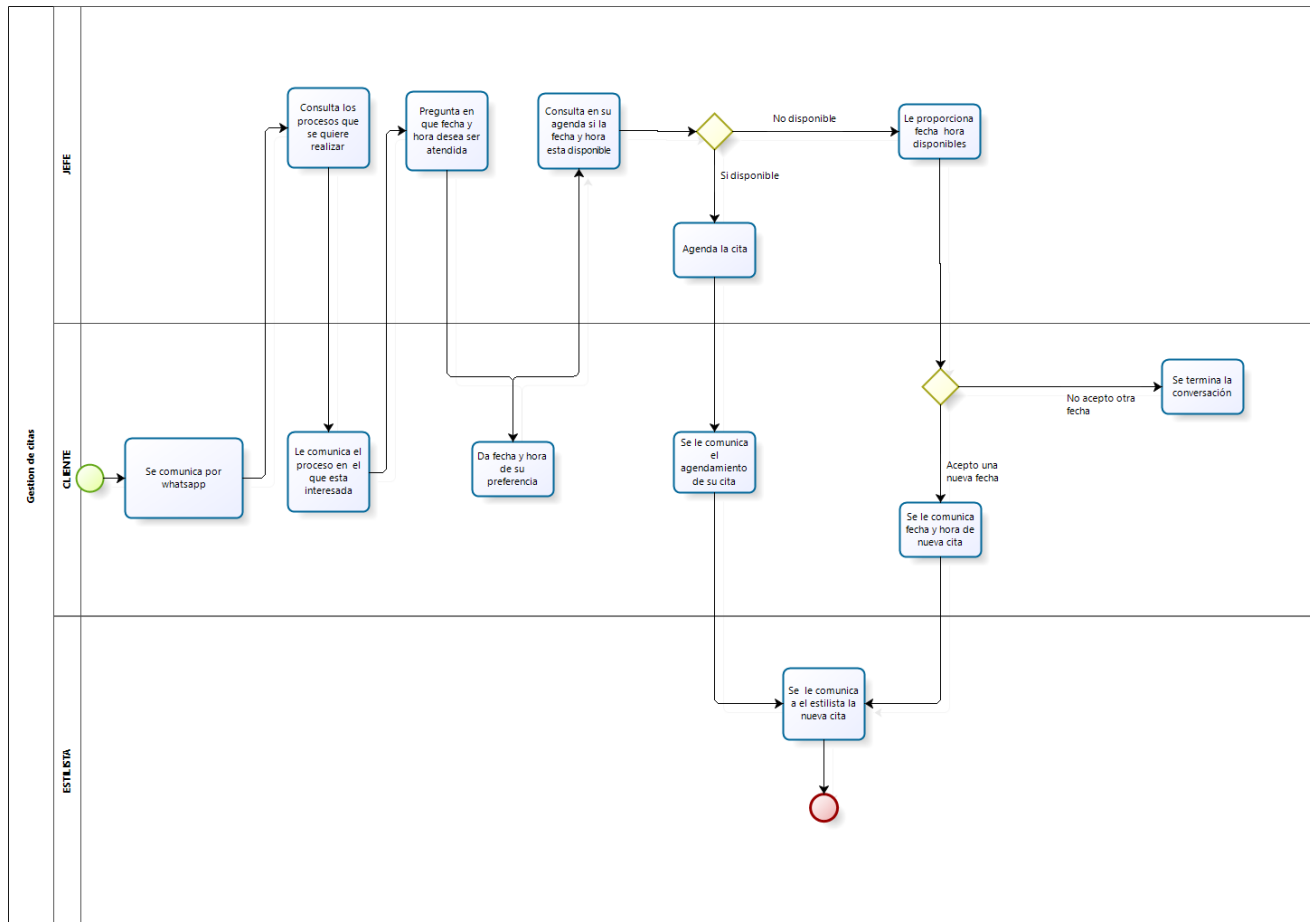 Gestion de citas
JEFE
Consulta los
procesos que
se quiere
realizar
Pregunta en
que fecha y
hora desea ser
atendida
Consulta en su
agenda si la
fecha y hora
esta disponible
No disponible
Le proporciona
fecha hora
disponibles
Si disponible
Agenda la cita
CLIENTE
Se comunica por
whatsapp
Le comunica el
proceso en el
que esta
interesada
Da fecha y hora
de su
preferencia
Se le comunica
el
agendamiento
de su cita
No acepto otra
fecha
Se termina la
conversación
Acepto una
nueva fecha
Se le comunica
fecha y hora de
nueva cita
ESTILISTA
Se le comunica
a el estilista la
nueva cita